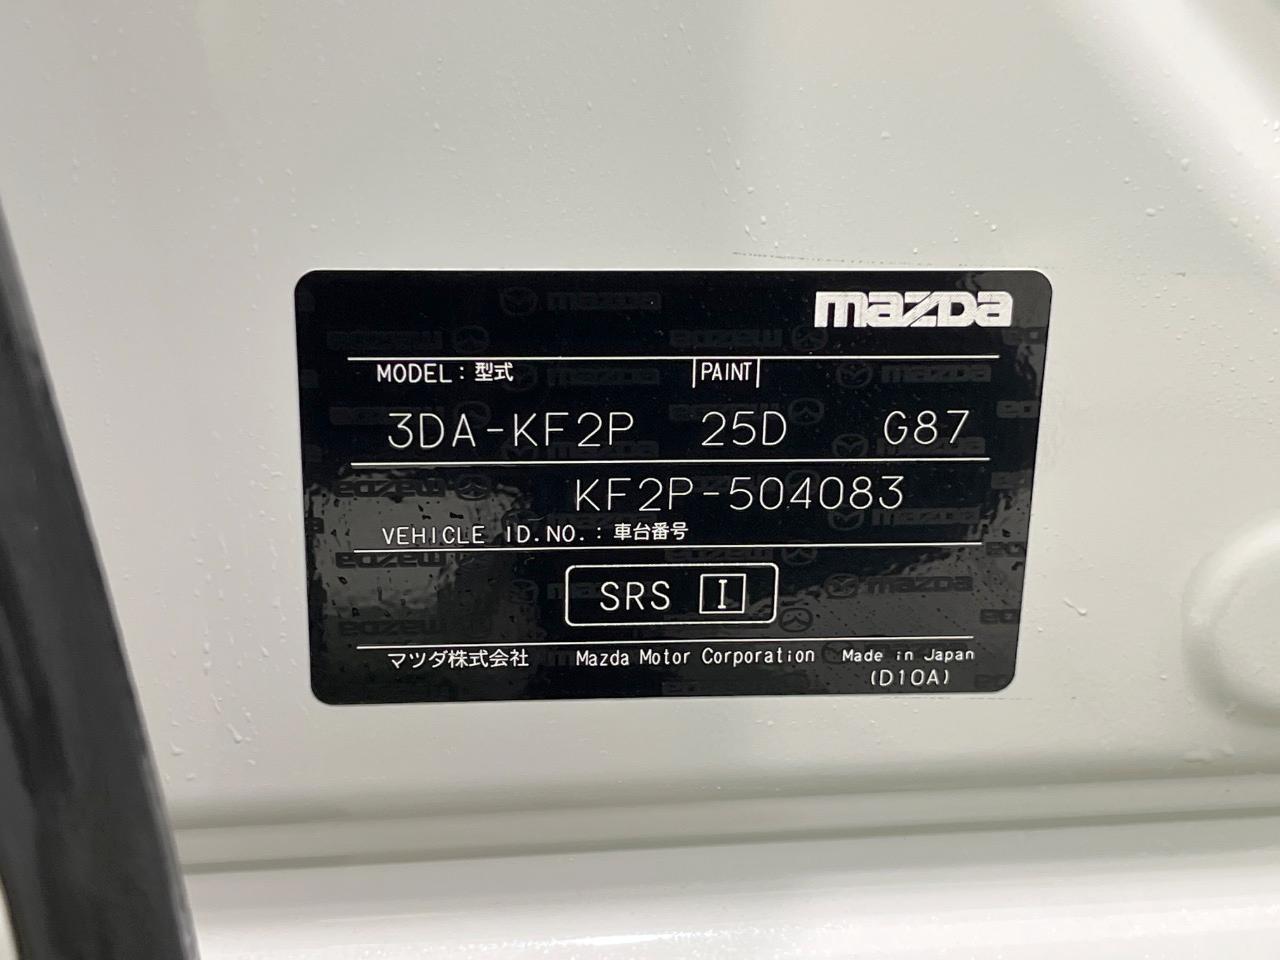 mazda
MODEL : 型式 PAINT
3DA-KF2P 25D G87
KF2P-504083
VEHICLE ID.NO. : 車台番号
SRS I
マツダ株式会社 Mazda Motor Corporation Made in Japan
(D10A)